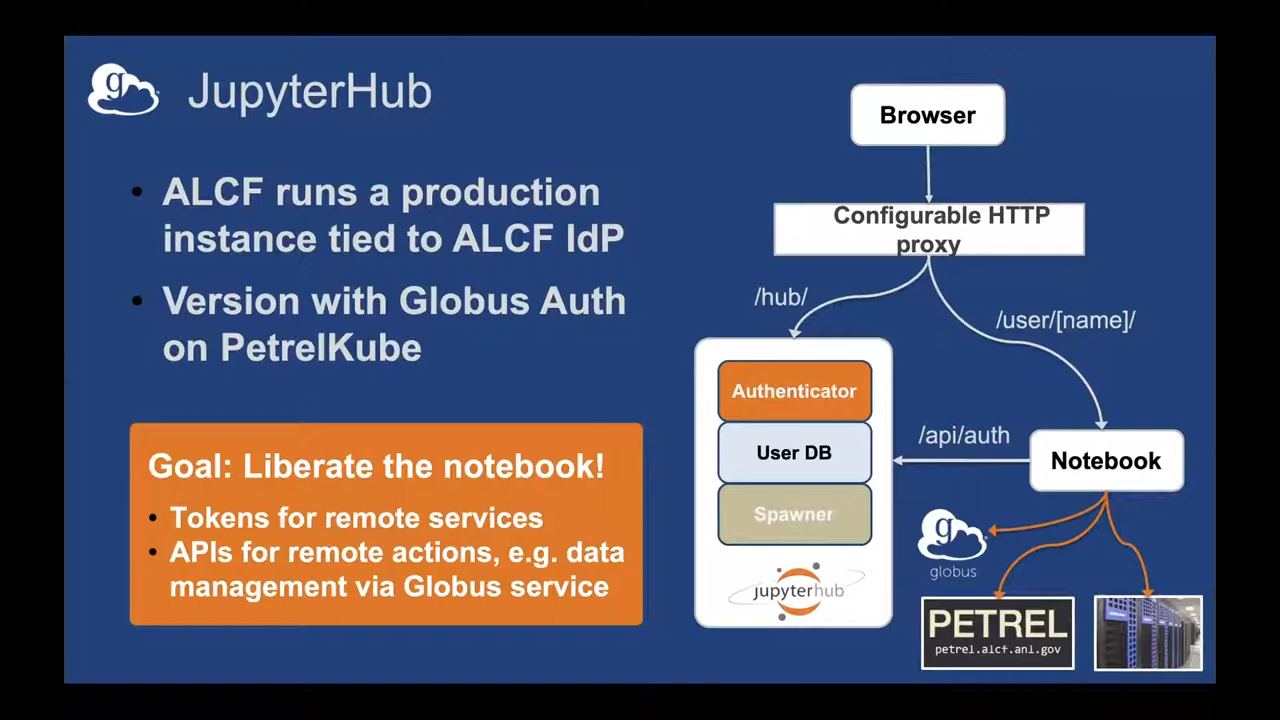 g
JupyterHub
• ALCF runs a production
instance tied to ALCF IdP
• Version with Globus Auth
on PetrelKube
Goal: Liberate the notebook!
• Tokens for remote services
• APIs for remote actions, e.g. data
management via Globus service
Browser
Configurable HTTP
proxy
/hub/
/user/[name]/
Authenticator
User DB
Spawner
jupyterhub
/api/auth
Notebook
g
globus
PETREL
petrel.alcf.anl.gov